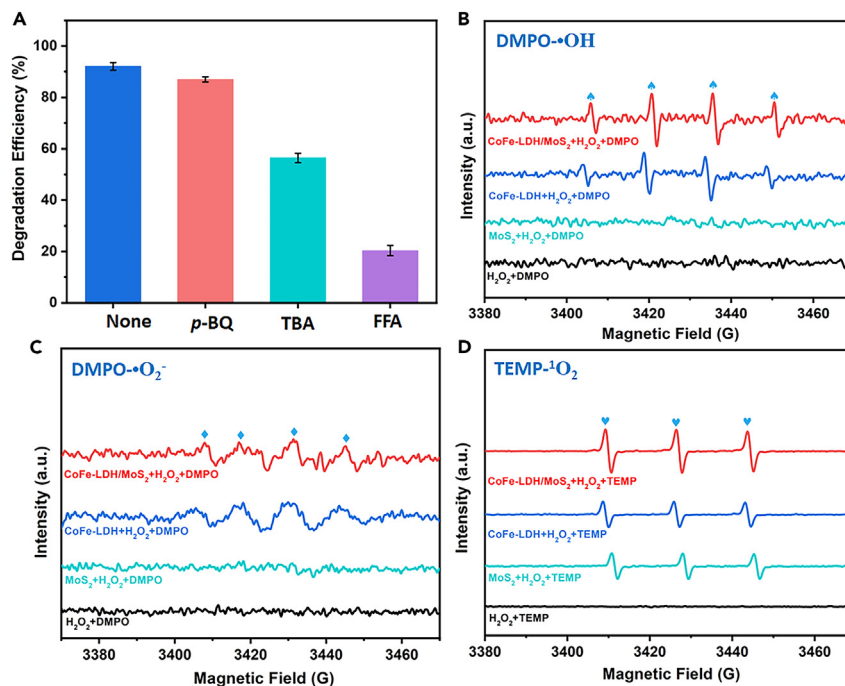 A
Degradation Efficiency (%)
100
80
60
40
20
0
None p-BQ TBA FFA
B
DMPO-•OH
Intensity (a.u.)
CoFe-LDH/MoS₂+H₂O₂+DMPO
CoFe-LDH+H₂O₂+DMPO
MoS₂+H₂O₂+DMPO
H₂O₂+DMPO
3380 3400 3420 3440 3460
Magnetic Field (G)
C
DMPO-•O₂⁻
Intensity (a.u.)
CoFe-LDH/MoS₂+H₂O₂+DMPO
CoFe-LDH+H₂O₂+DMPO
MoS₂+H₂O₂+DMPO
H₂O₂+DMPO
3380 3400 3420 3440 3460
Magnetic Field (G)
D
TEMP-¹O₂
Intensity (a.u.)
CoFe-LDH/MoS₂+H₂O₂+TEMP
CoFe-LDH+H₂O₂+TEMP
MoS₂+H₂O₂+TEMP
H₂O₂+TEMP
3380 3400 3420 3440 3460
Magnetic Field (G)